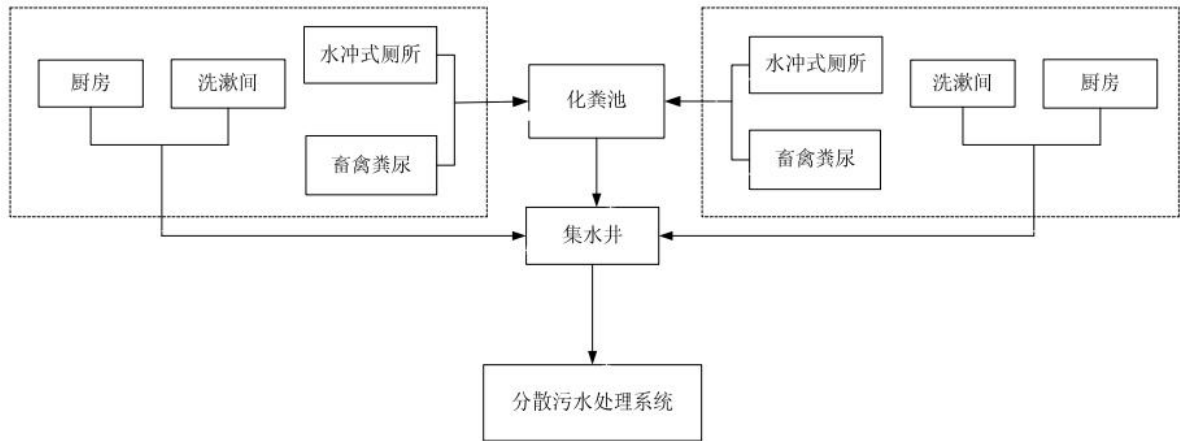 水冲式厕所
厨房
洗漱间
畜禽粪尿
化粪池
水冲式厕所
洗漱间
厨房
畜禽粪尿
集水井
分散污水处理系统